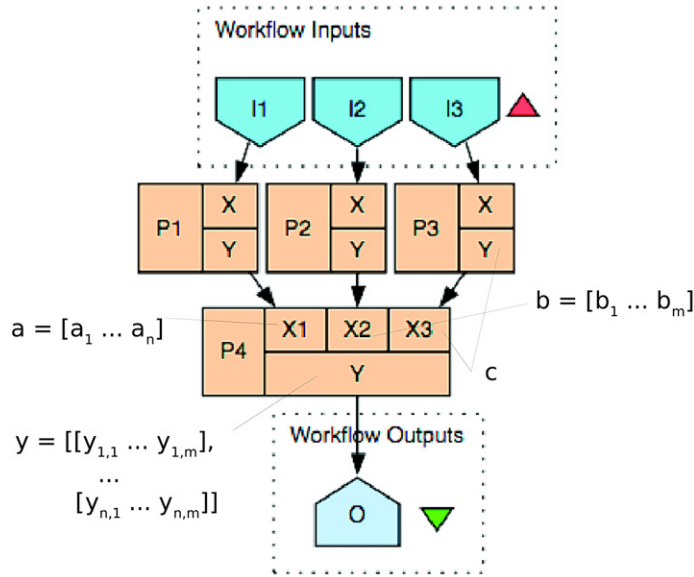 Workflow Inputs
I1 I2 I3
P1 X Y P2 X Y P3 X Y
a = [a1 ... an]
b = [b1 ... bm]
P4 X1 X2 X3
Y
c
y = [[y1,1 ... y1,m],
...
[yn,1 ... yn,m]]
Workflow Outputs
O